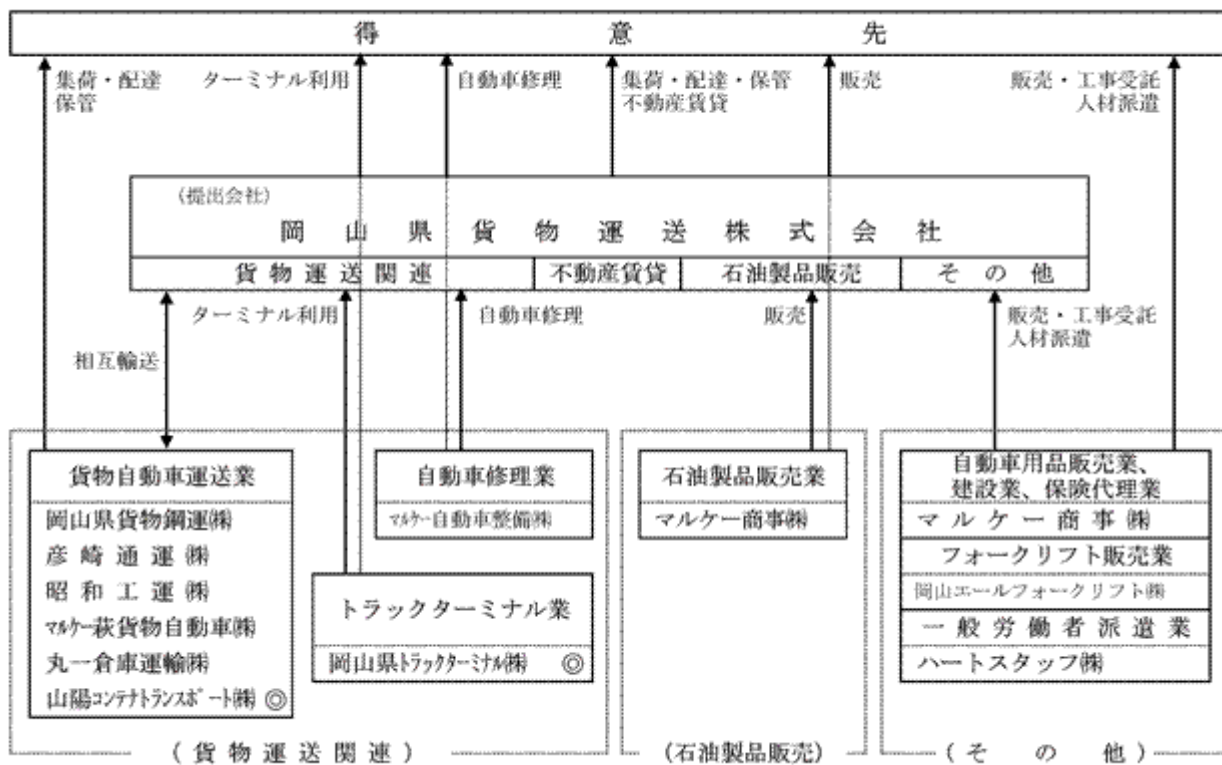 得意先
集荷・配達
保管
ターミナル利用
自動車修理
集荷・配達・保管
不動産賃貸
販売
販売・工事受託
人材派遣
(提出会社)
岡山県貨物運送株式会社
貨物運送関連
不動産賃貸
石油製品販売
その他
相互輸送
ターミナル利用
自動車修理
販売
販売・工事受託
人材派遣
貨物自動車運送業
岡山県貨物鋼運㈱
彦崎通運㈱
昭和工運㈱
マルケー萩貨物自動車㈱
丸一倉庫運輸㈱
山陽コンテナトランスポート㈱ ◎
自動車修理業
マルケー自動車整備㈱
トラックターミナル業
岡山県トラックターミナル㈱ ◎
石油製品販売業
マルケー商事㈱
自動車用品販売業、
建設業、保険代理業
マルケー商事㈱
フォークリフト販売業
岡山エールフォークリフト㈱
一般労働者派遣業
ハートスタッフ㈱
(貨物運送関連)
(石油製品販売)
(その他)